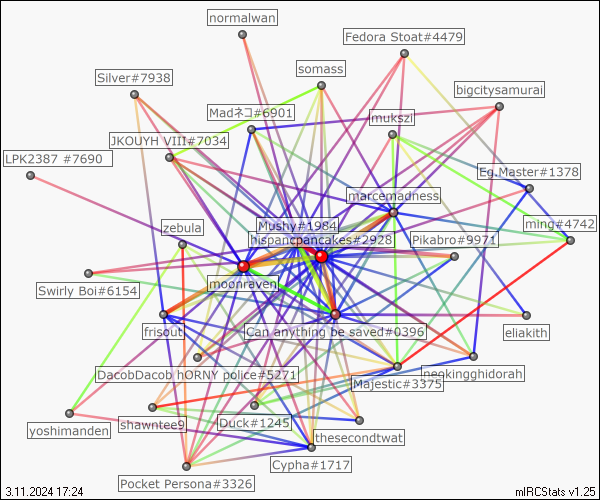 normalwan
Fedora Stoat#4479
somass
Silver#7938
bigcitysamurai
Madネコ#6901
mukszi
JKOUYH VIII#7034
LPK2387 #7690
Eg.Master#1378
marcemadness
Mushy#1984
ming#4742
zebula
hispancpancakes#2928
Pikabro#9971
moonraven
Swirly Boi#6154
frisout
Can anything be saved#0396
eliakith
DacobDacob hORNY police#5271
Majestic#3375
yoshimanden
shawntee9
Duck#1245
thesecondtwat
Cypha#1717
Pocket Persona#3326
3.11.2024 17:24
mIRCStats v1.25